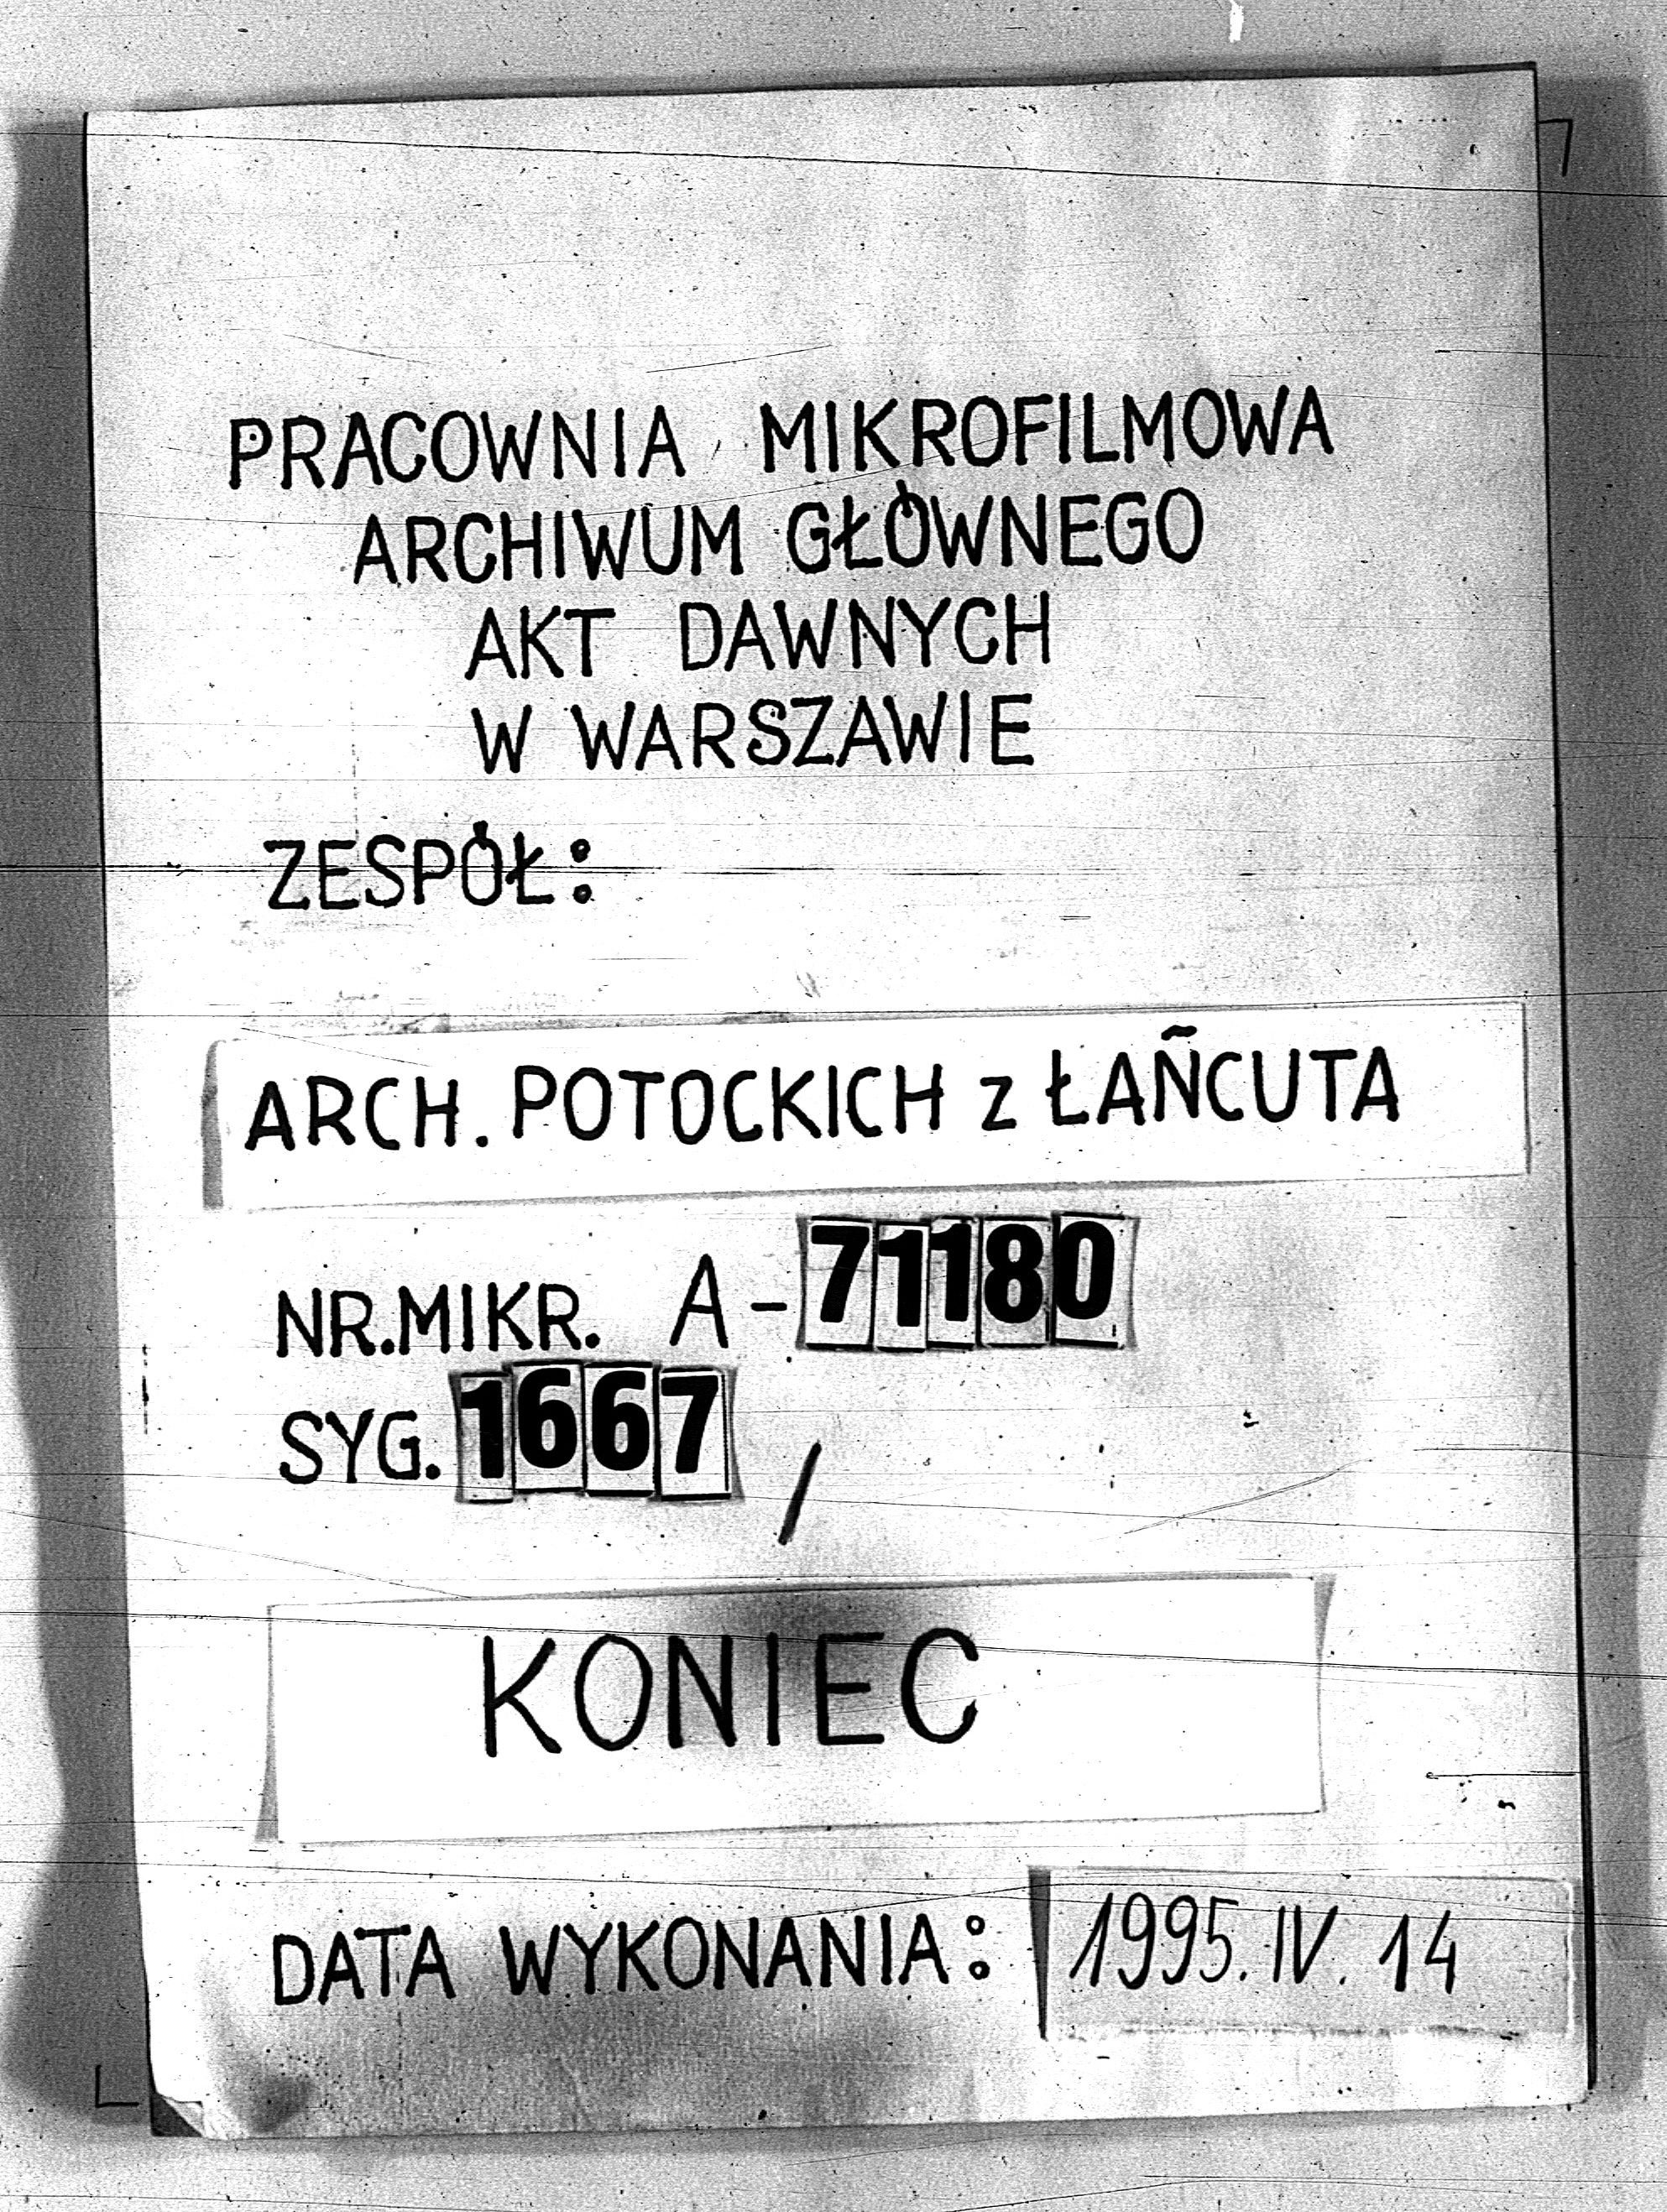 PRACOWNIA MIKROFILMOWA
ARCHIWUM GŁÓWNEGO
AKT DAWNYCH
W WARSZAWIE
ZESPÓŁ:
ARCH. POTOCKICH z ŁAÑCUTA
NR.MIKR. A-71180
SYG. 1667 /
KONIEC
DATA WYKONANIA: 1995.IV.14